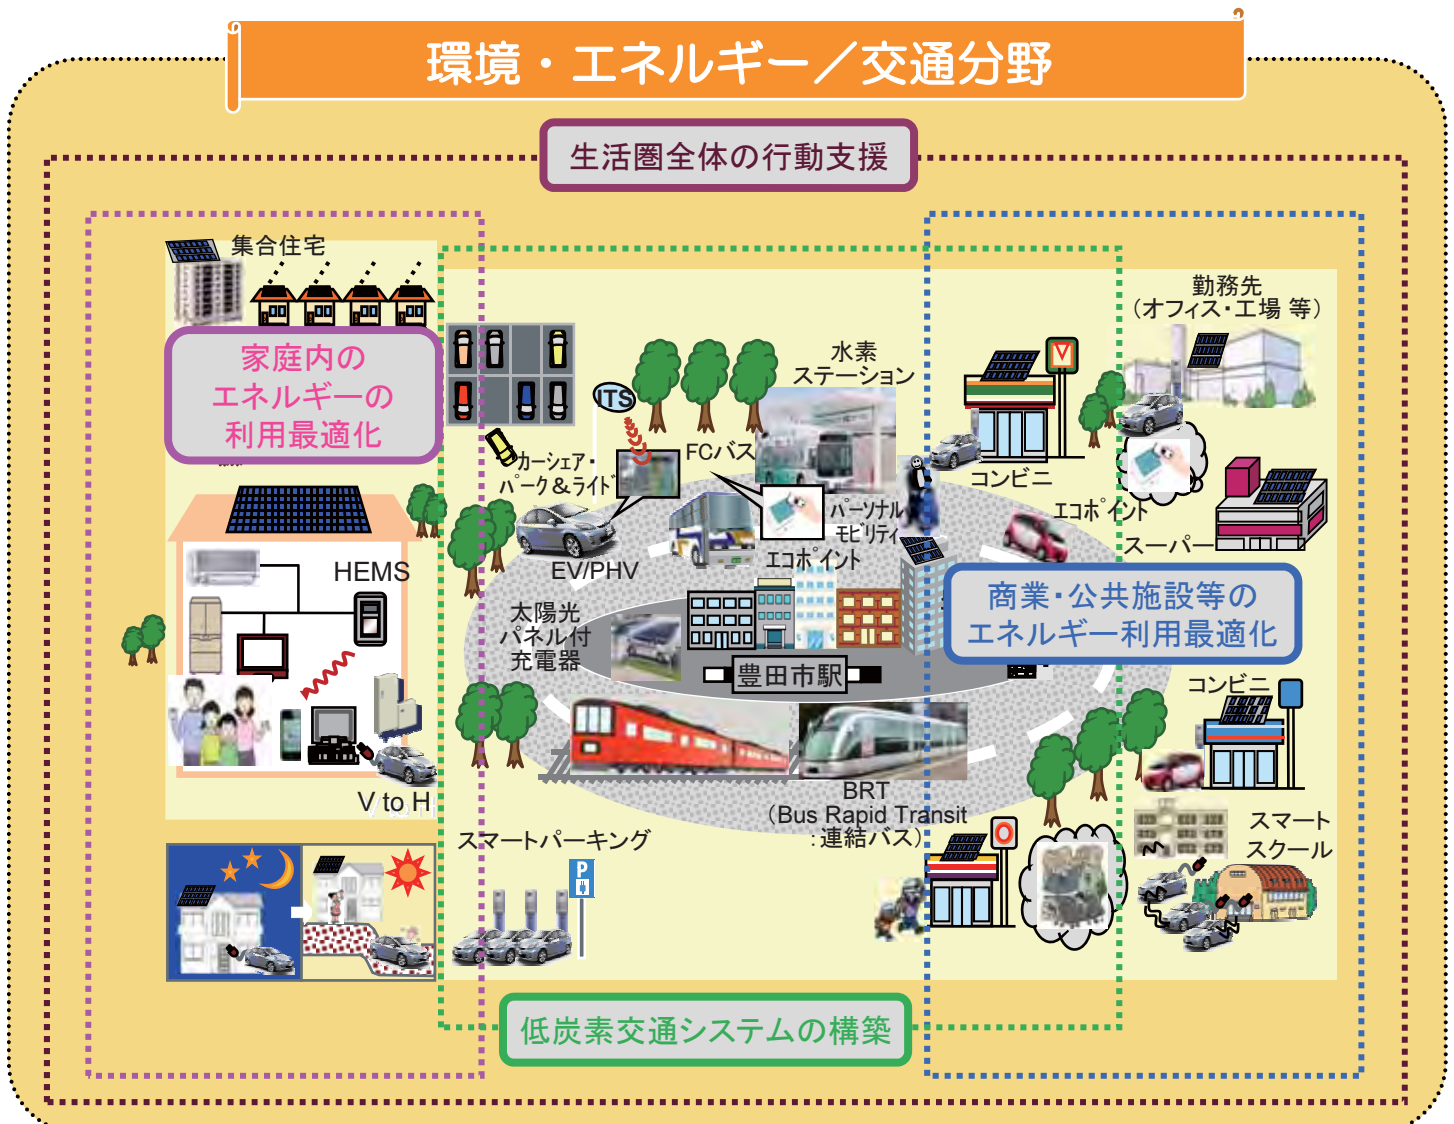 環境・エネルギー／交通分野
生活圏全体の行動支援
集合住宅
家庭内の
エネルギーの
利用最適化
勤務先
（オフィス・工場 等）
水素
ステーション
ITS
FCバス
カーシェア・
パーク＆ライド
コンビニ
パーソナル
モビリティ
エコポイント
エコポイント
スーパー
HEMS
EV/PHV
太陽光
パネル付
充電器
商業・公共施設等の
エネルギー利用最適化
豊田市駅
コンビニ
V to H
BRT
（Bus Rapid Transit
：連結バス）
スマートパーキング
P
スマート
スクール
低炭素交通システムの構築